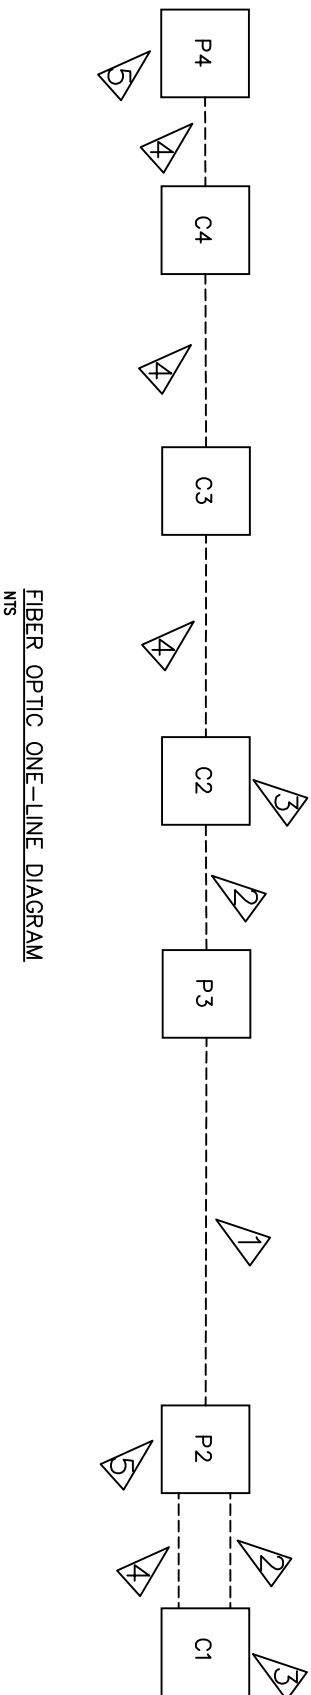 P4
5
4
C4
4
C3
4
C2
3
2
P3
1
P2
5
2
4
C1
3
FIBER OPTIC ONE-LINE DIAGRAM
NTS